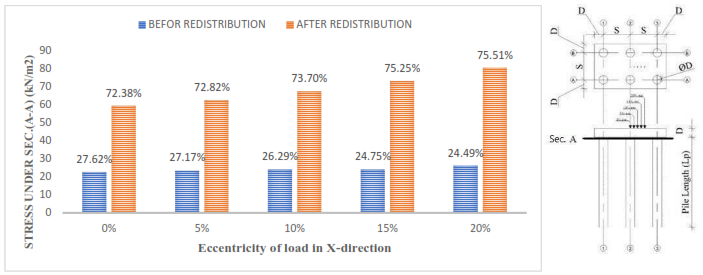 BEFOR REDISTRIBUTION AFTER REDISTRIBUTION
STRESS UNDER SEC.(A-A) (kN/m2)
90
80
70
60
50
40
30
20
10
0
27.62% 72.38%
27.17% 72.82%
26.29% 73.70%
24.75% 75.25%
24.49% 75.51%
0% 5% 10% 15% 20%
Eccentricity of load in X-direction
D D
S S
D
S
D
ØD
Sec. A
D
Pile Length (Lp)